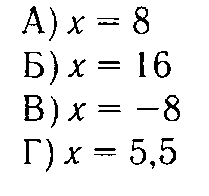 А) x = 8
Б) x = 16
В) x = −8
Г) x = 5,5